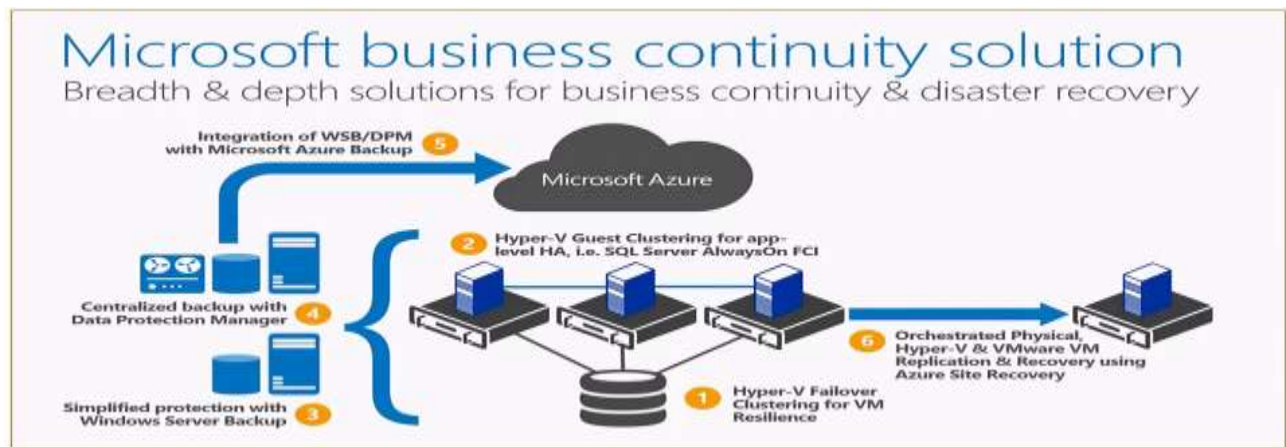 Microsoft business continuity solution
Breadth & depth solutions for business continuity & disaster recovery
Integration of WSB/DPM
with Microsoft Azure Backup
5
Microsoft Azure
2
Hyper-V Guest Clustering for app-
level HA, i.e. SQL Server AlwaysOn FCI
Centralized backup with
Data Protection Manager
4
6
Orchestrated Physical,
Hyper-V & VMware VM
Replication & Recovery using
Azure Site Recovery
Simplified protection with
Windows Server Backup
3
1
Hyper-V Failover
Clustering for VM
Resilience